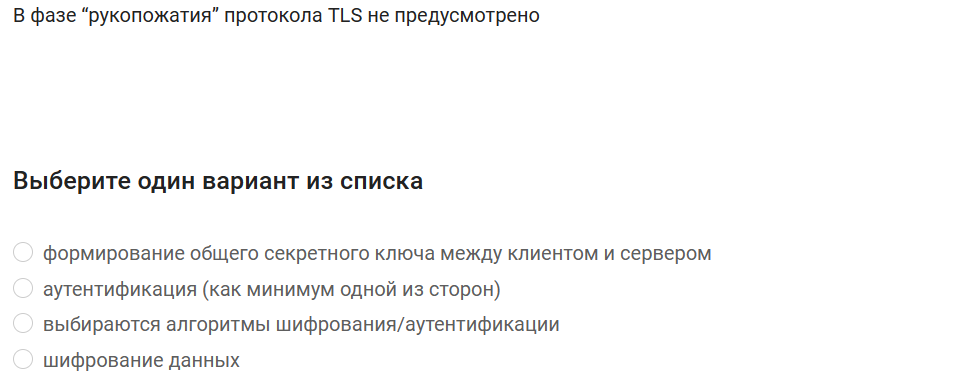 В фазе “рукопожатия” протокола TLS не предусмотрено
Выберите один вариант из списка
формирование общего секретного ключа между клиентом и сервером
аутентификация (как минимум одной из сторон)
выбираются алгоритмы шифрования/аутентификации
шифрование данных